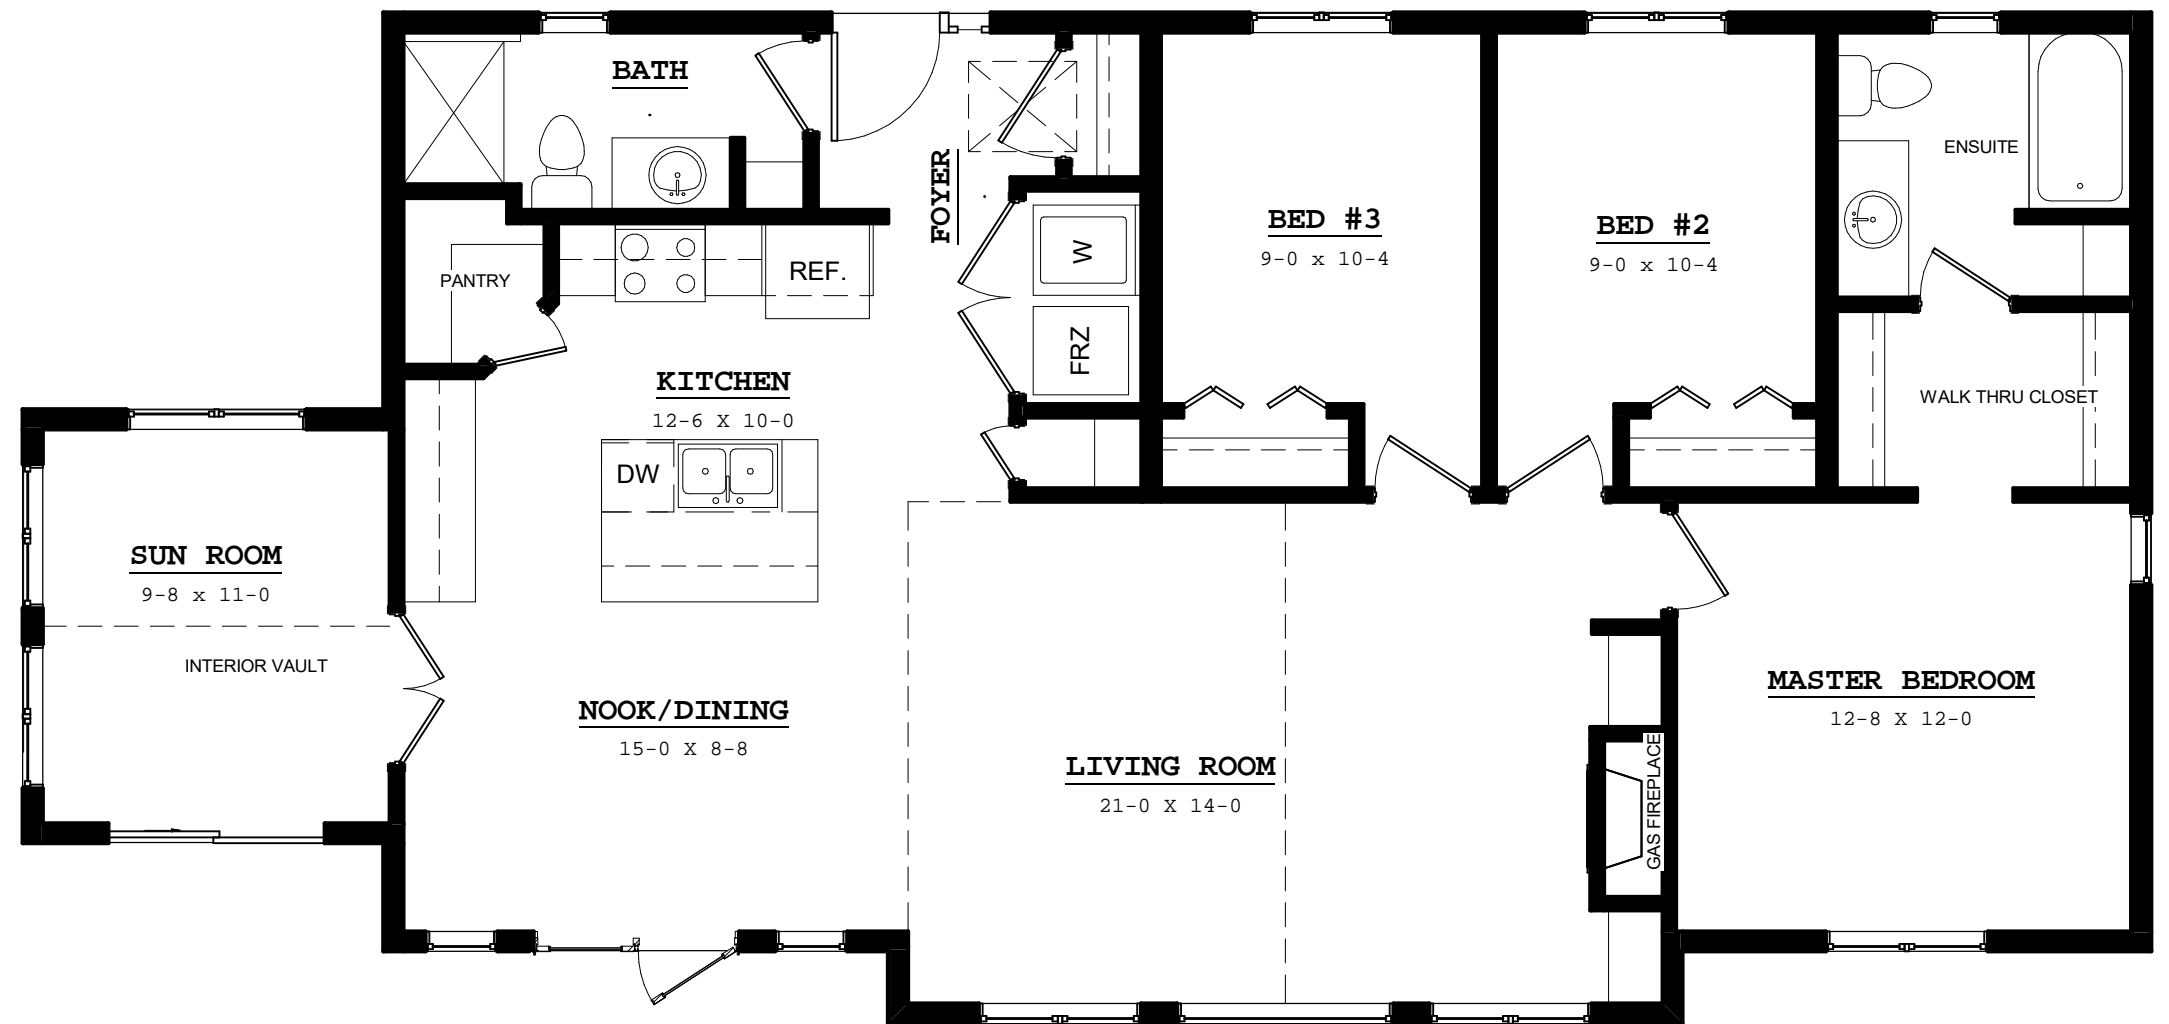 BATH
FOYER
ENSUITE
BED #3
9-0 x 10-4
BED #2
9-0 x 10-4
W
PANTRY
REF.
FRZ
KITCHEN
12-6 X 10-0
WALK THRU CLOSET
DW
SUN ROOM
9-8 x 11-0
INTERIOR VAULT
NOOK/DINING
15-0 X 8-8
LIVING ROOM
21-0 X 14-0
GAS FIREPLACE
MASTER BEDROOM
12-8 X 12-0